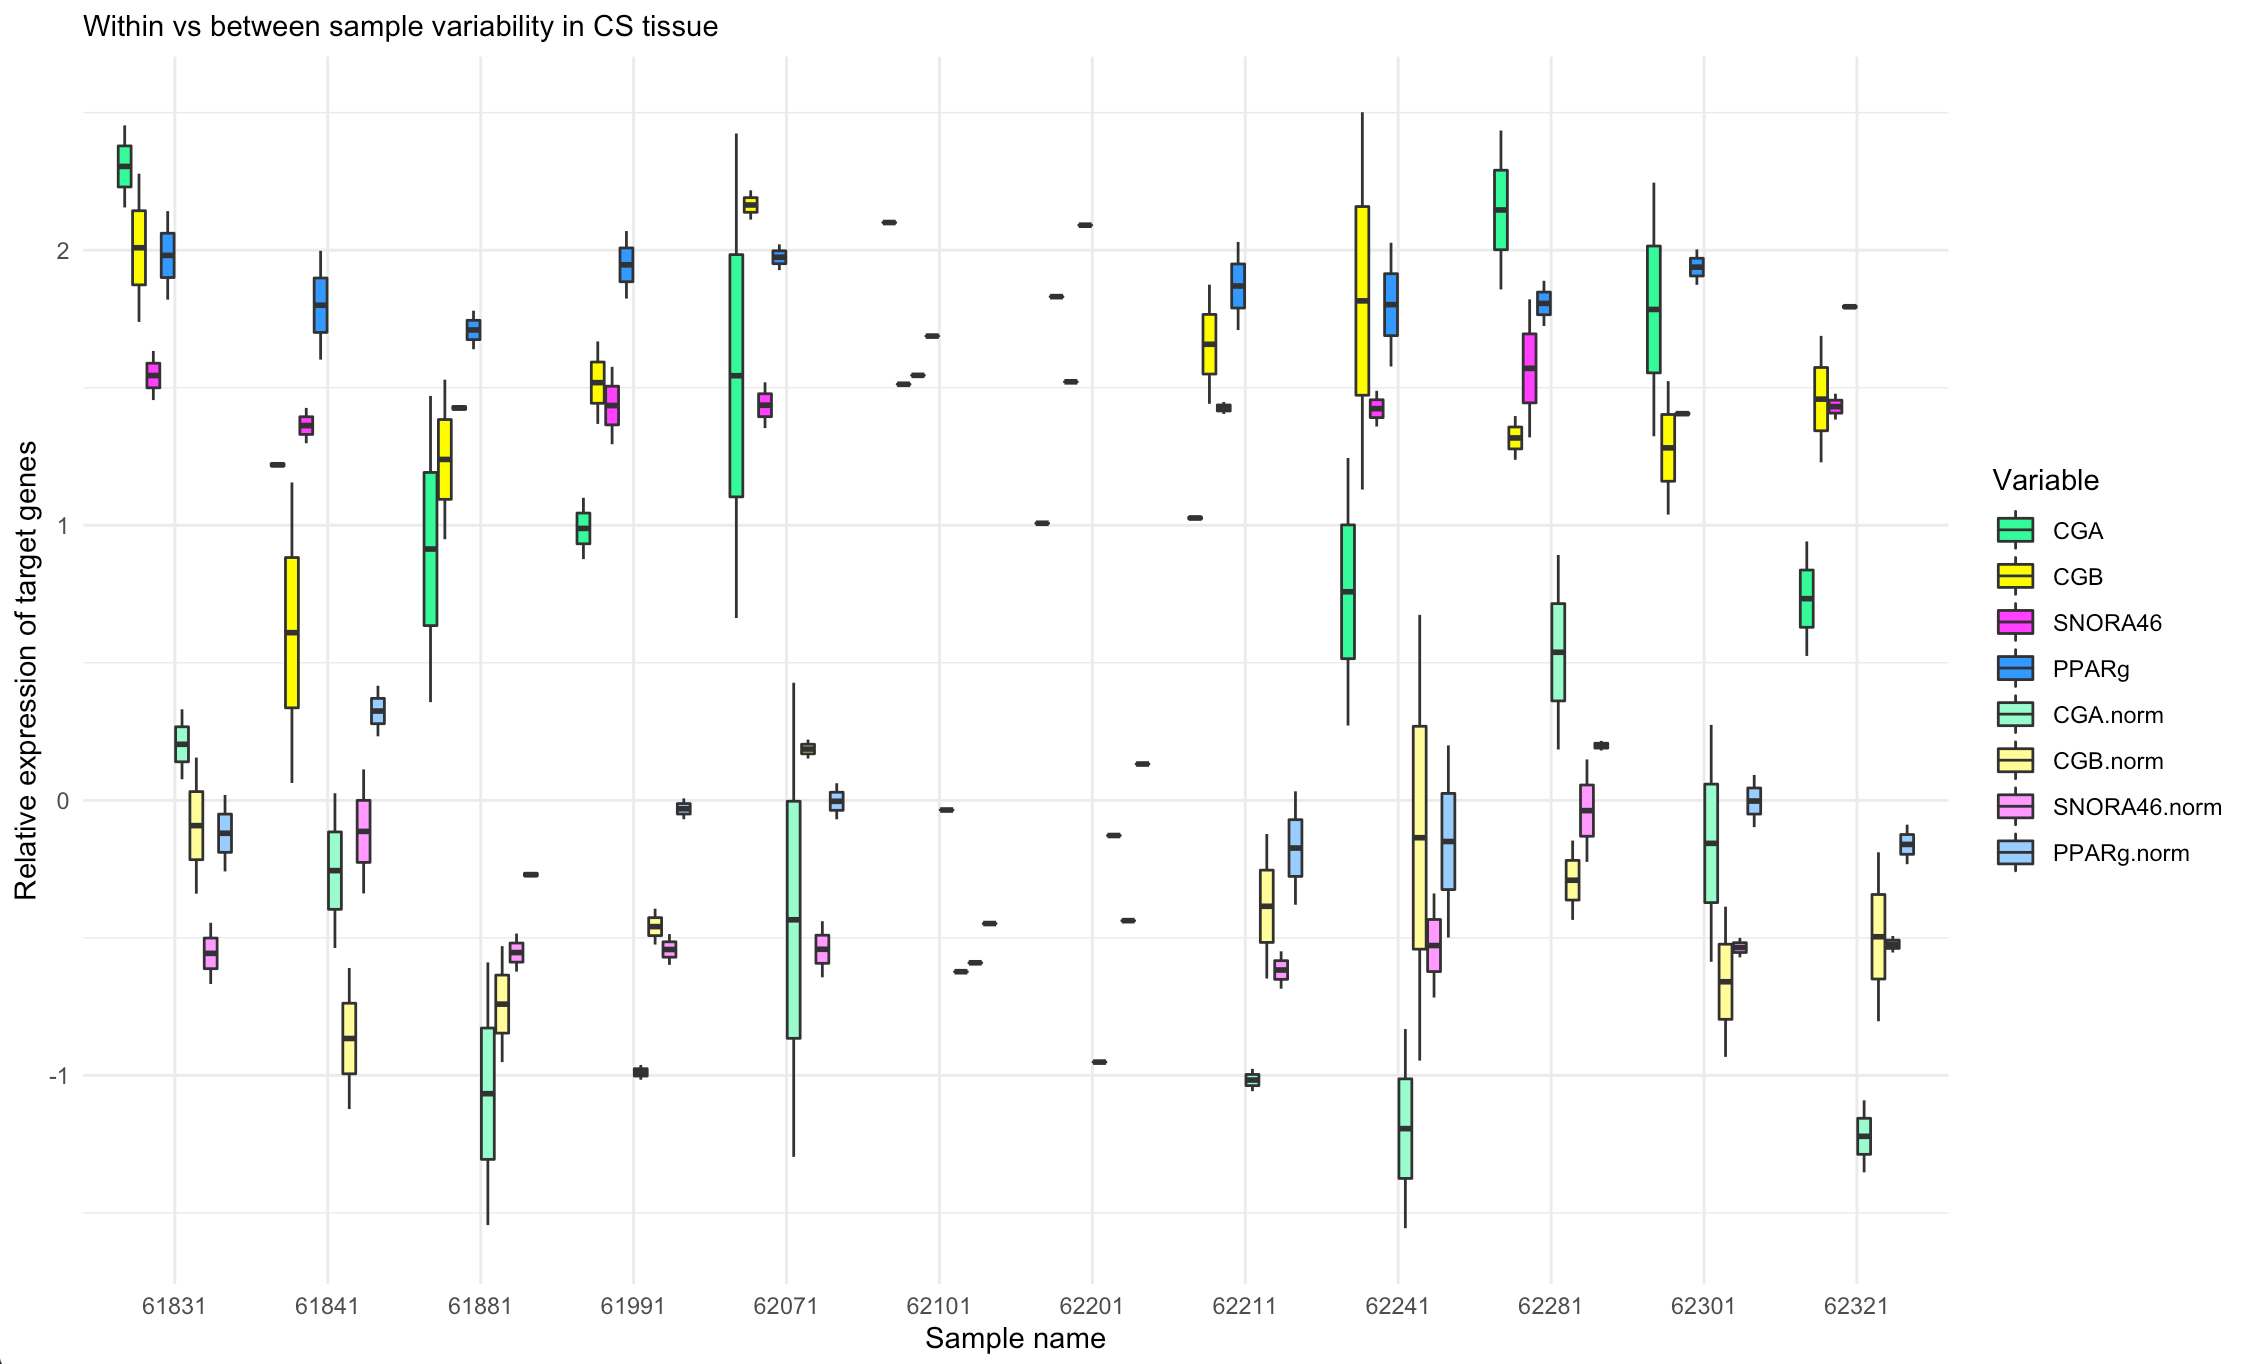 Within vs between sample variability in CS tissue
Relative expression of target genes
2
1
0
-1
61831 61841 61881 61991 62071 62101 62201 62211 62241 62281 62301 62321
Sample name
Variable
CGA
CGB
SNORA46
PPARg
CGA.norm
CGB.norm
SNORA46.norm
PPARg.norm